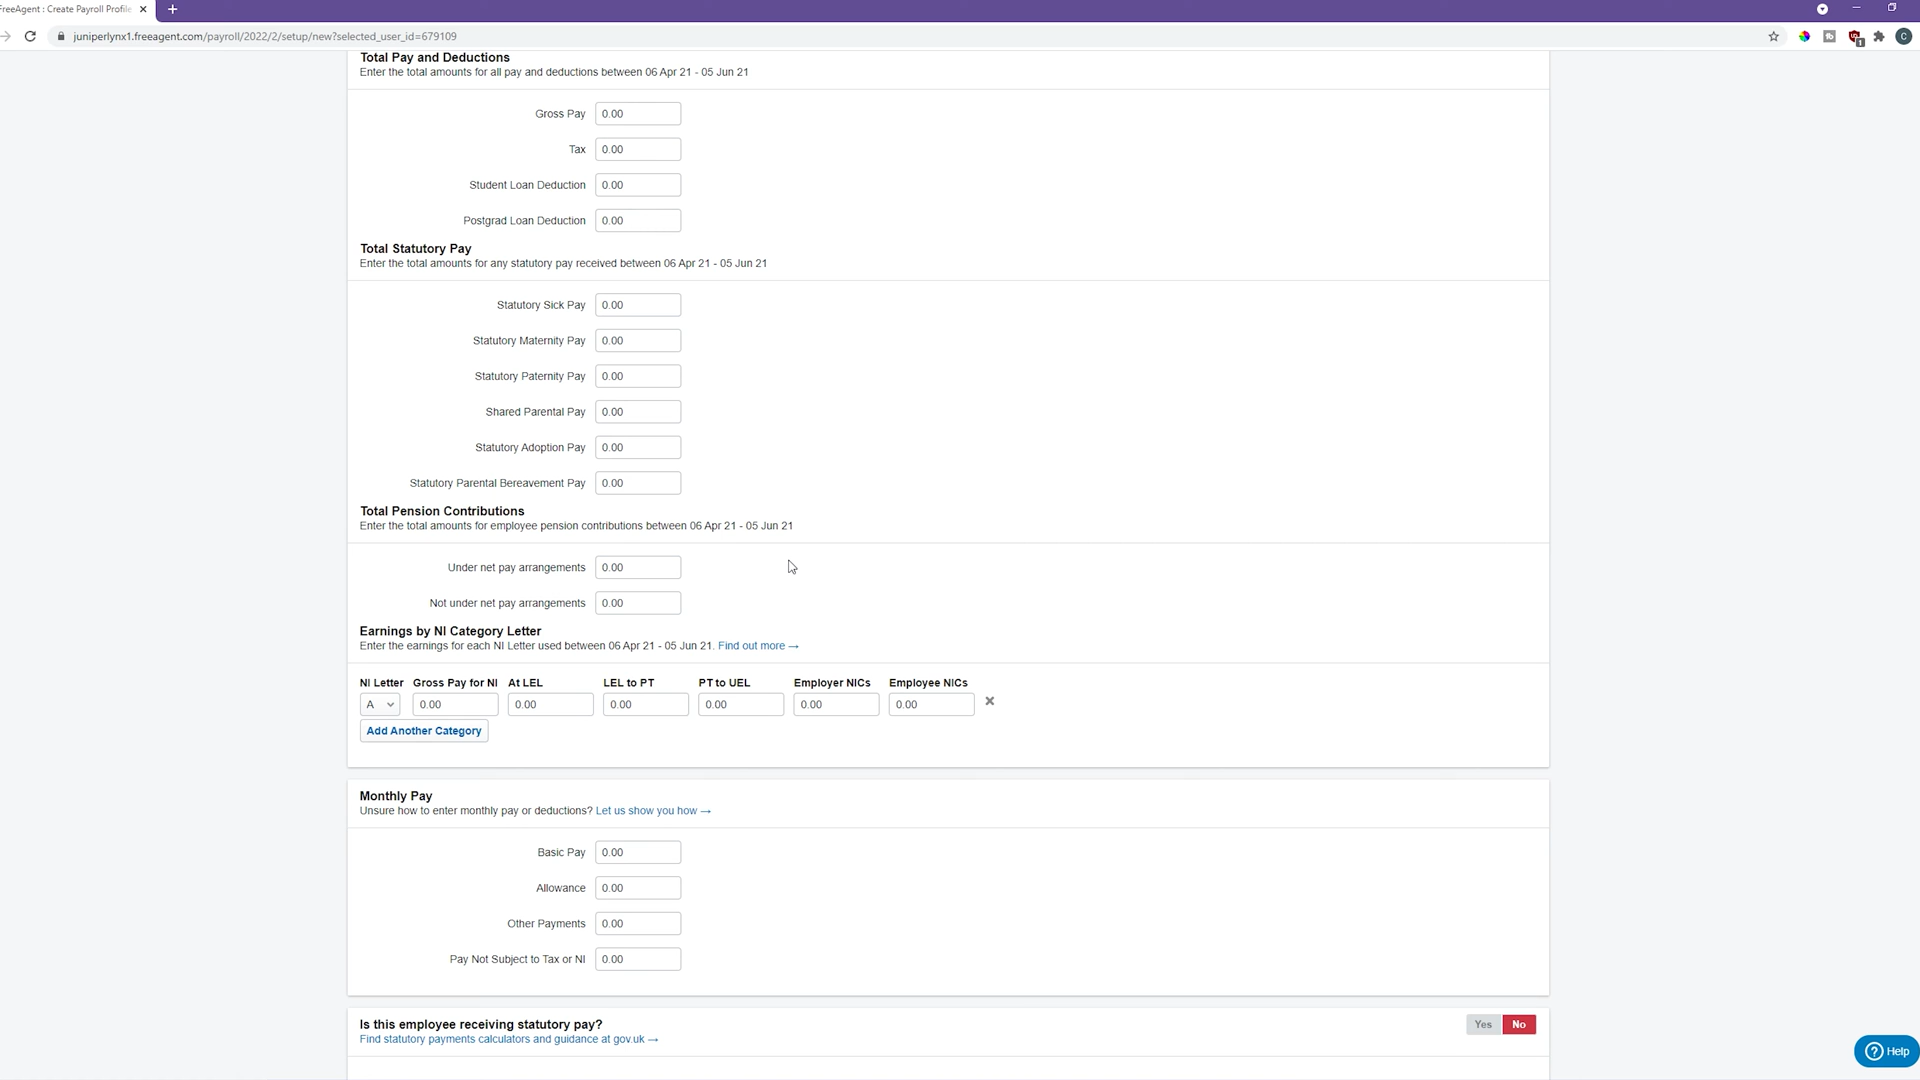 FreeAgent : Create Payroll Profile
juniperlynx1.freeagent.com/payroll/2022/2/setup/new?selected_user_id=679109
C
Total Pay and Deductions
Enter the total amounts for all pay and deductions between 06 Apr 21 - 05 Jun 21
Gross Pay 0.00
Tax 0.00
Student Loan Deduction 0.00
Postgrad Loan Deduction 0.00
Total Statutory Pay
Enter the total amounts for any statutory pay received between 06 Apr 21 - 05 Jun 21
Statutory Sick Pay 0.00
Statutory Maternity Pay 0.00
Statutory Paternity Pay 0.00
Shared Parental Pay 0.00
Statutory Adoption Pay 0.00
Statutory Parental Bereavement Pay 0.00
Total Pension Contributions
Enter the total amounts for employee pension contributions between 06 Apr 21 - 05 Jun 21
Under net pay arrangements 0.00
Not under net pay arrangements 0.00
Earnings by NI Category Letter
Enter the earnings for each NI Letter used between 06 Apr 21 - 05 Jun 21. Find out more →
NI Letter Gross Pay for NI At LEL LEL to PT PT to UEL Employer NICs Employee NICs
A 0.00 0.00 0.00 0.00 0.00 0.00
Add Another Category
Monthly Pay
Unsure how to enter monthly pay or deductions? Let us show you how →
Basic Pay 0.00
Allowance 0.00
Other Payments 0.00
Pay Not Subject to Tax or NI 0.00
Is this employee receiving statutory pay? Yes No
Find statutory payments calculators and guidance at gov.uk →
? Help